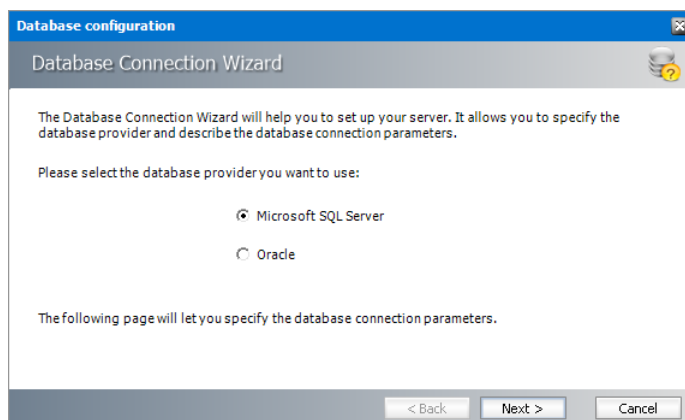 Database configuration
Database Connection Wizard
The Database Connection Wizard will help you to set up your server. It allows you to specify the
database provider and describe the database connection parameters.
Please select the database provider you want to use:
Microsoft SQL Server
Oracle
The following page will let you specify the database connection parameters.
< Back Next > Cancel